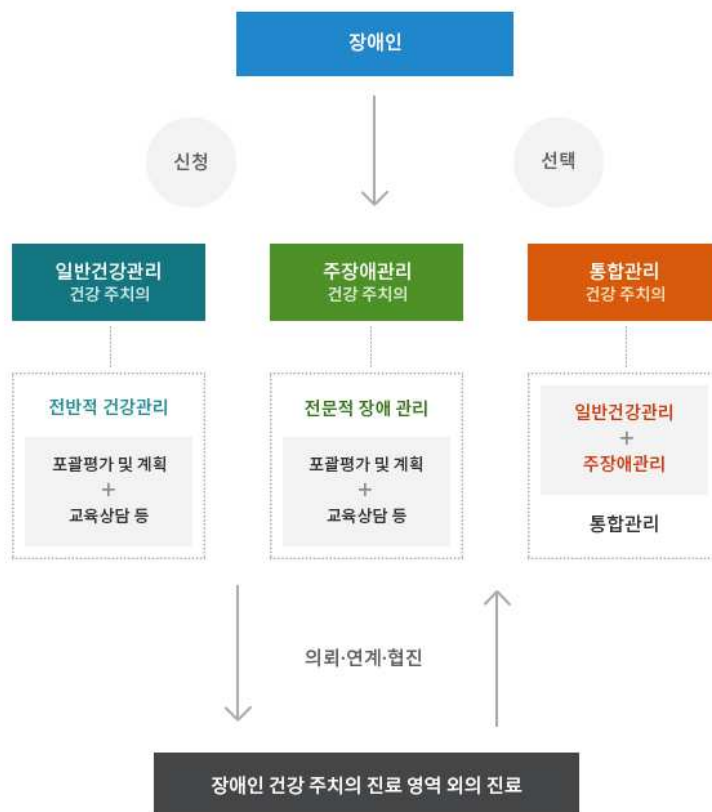 장애인
신청
선택
일반건강관리
건강 주치의
주장애관리
건강 주치의
통합관리
건강 주치의
전반적 건강관리
포괄평가 및 계획
+
교육상담 등
전문적 장애 관리
포괄평가 및 계획
+
교육상담 등
일반건강관리
+
주장애관리
통합관리
의뢰·연계·협진
장애인 건강 주치의 진료 영역 외의 진료